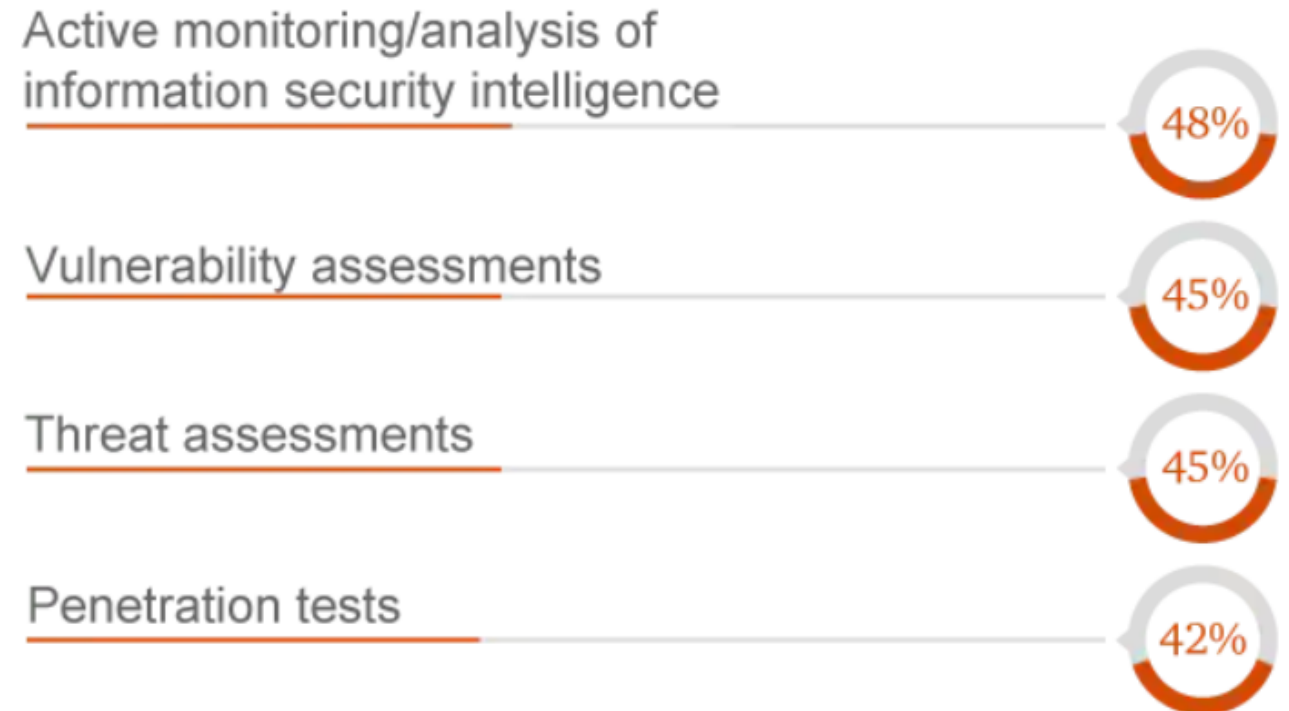 Active monitoring/analysis of
information security intelligence
48%
Vulnerability assessments
45%
Threat assessments
45%
Penetration tests
42%